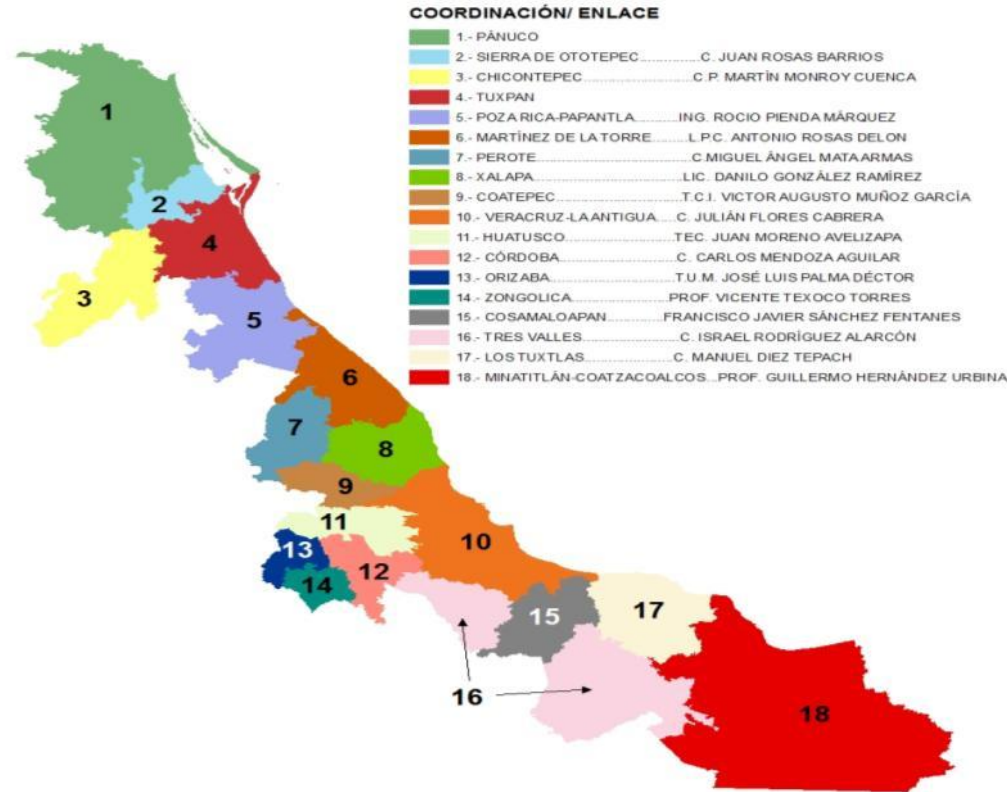 COORDINACIÓN/ ENLACE
1.- PÁNUCO
2.- SIERRA DE OTOTEPEC....................C. JUAN ROSAS BARRIOS
3.- CHICONTEPEC.............................C.P. MARTÍN MONROY CUENCA
4.- TUXPAN
5.- POZA RICA-PAPANTLA................ING. ROCIO PIENDA MÁRQUEZ
6.- MARTÍNEZ DE LA TORRE............L.P.C. ANTONIO ROSAS DELON
7.- PEROTE.....................................C.MIGUEL ÁNGEL MATA ARMAS
8.- XALAPA.....................................LIC. DANILO GONZÁLEZ RAMÍREZ
9.- COATEPEC.................................T.C.I. VICTOR AUGUSTO MUÑOZ GARCÍA
10.- VERACRUZ-LA ANTIGUA.....C. JULIÁN FLORES CABRERA
11.- HUATUSCO...............................TEC. JUAN MORENO AVELIZAPA
12.- CÓRDOBA................................C. CARLOS MENDOZA AGUILAR
13.- ORIZABA..................................T.U.M. JOSÉ LUIS PALMA DÉCTOR
14.- ZONGOLICA.............................PROF. VICENTE TEXOCO TORRES
15.- COSAMALOAPAN....................FRANCISCO JAVIER SÁNCHEZ FENTANES
16.- TRES VALLES..........................C. ISRAEL RODRÍGUEZ ALARCÓN
17.- LOS TUXTLAS..........................C. MANUEL DIEZ TEPACH
18.- MINATITLÁN-COATZACOALCOS...PROF. GUILLERMO HERNÁNDEZ URBINA
1
2
4
3
5
6
7
8
9
11
10
13
12
14
15
17
16
18